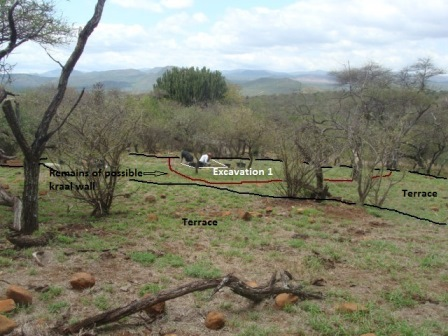 Excavation 1
Remains of possible
kraal wall
Terrace
Terrace